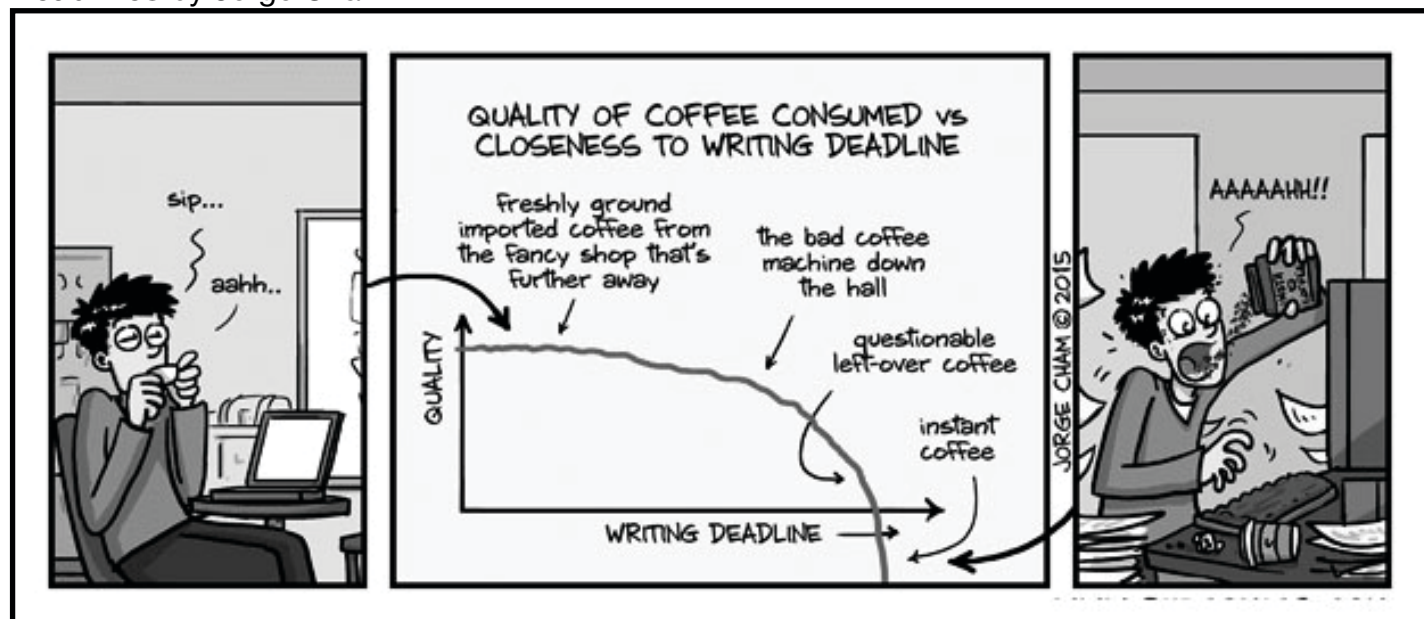 sip...
aahh..
QUALITY OF COFFEE CONSUMED vs
CLOSENESS TO WRITING DEADLINE
freshly ground
imported coffee from
the fancy shop that's
further away
the bad coffee
machine down
the hall
questionable
left-over coffee
instant
coffee
QUALITY
WRITING DEADLINE
JORGE CHAM © 2015
AAAAAHH!!